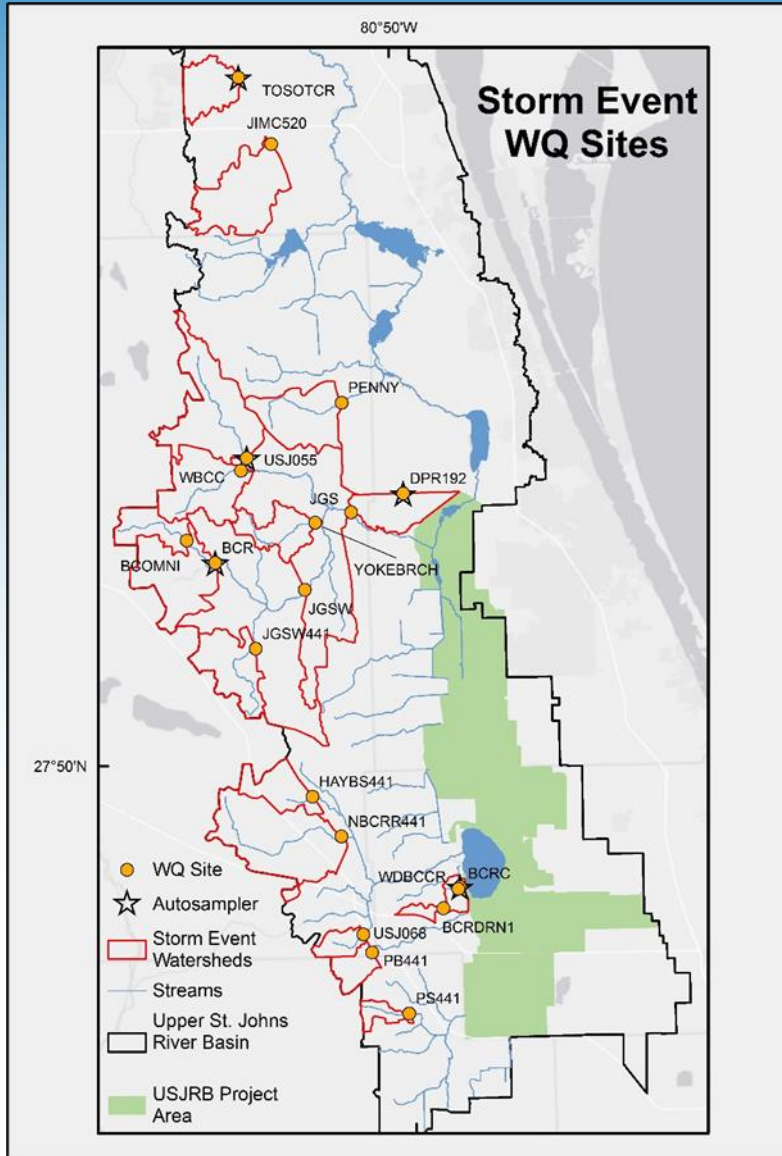 80°50'W
Storm Event
WQ Sites
TOSOTCR
JIMC520
PENNY
USJ055
WBCC
DPR192
JGS
BCR
BCOMNI
YOKEBRCH
JGSW
JGSW441
27°50'N
HAYBS441
NBCRR441
WDBCCR
BCRC
BCRDRN1
USJ068
PB441
PS441
WQ Site
Autosampler
Storm Event
Watersheds
Streams
Upper St. Johns
River Basin
USJRB Project
Area